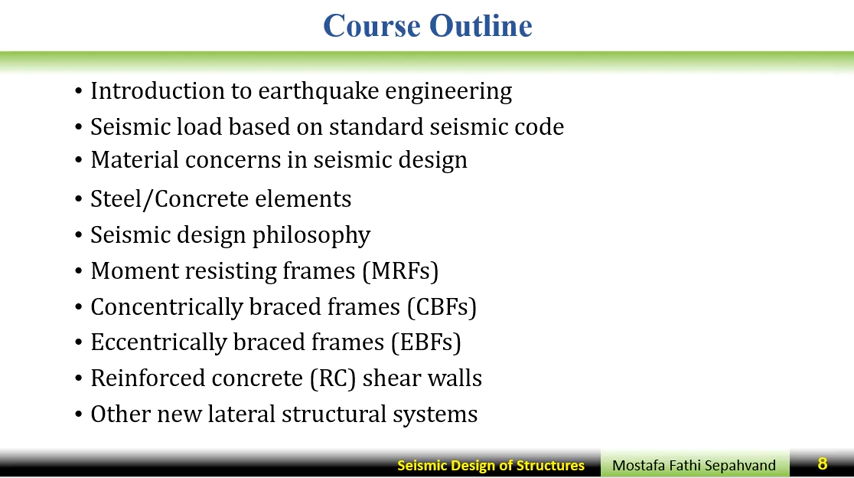 Course Outline
• Introduction to earthquake engineering
• Seismic load based on standard seismic code
• Material concerns in seismic design
• Steel/Concrete elements
• Seismic design philosophy
• Moment resisting frames (MRFs)
• Concentrically braced frames (CBFs)
• Eccentrically braced frames (EBFs)
• Reinforced concrete (RC) shear walls
• Other new lateral structural systems
Seismic Design of Structures Mostafa Fathi Sepahvand 8